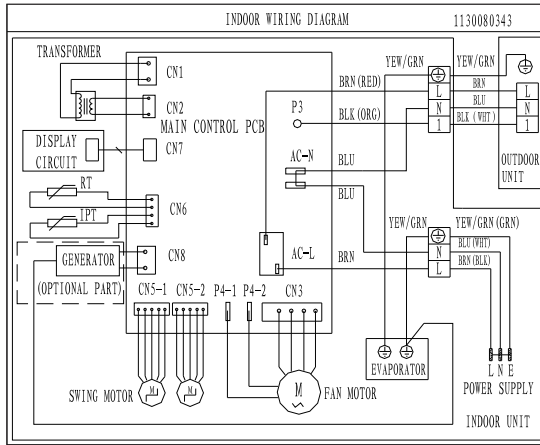 INDOOR WIRING DIAGRAM 1130080343
TRANSFORMER
CN1
CN2
MAIN CONTROL PCB
DISPLAY
CIRCUIT
CN7
RT
IPT
CN6
GENERATOR
(OPTIONAL PART)
CN8
CN5-1 CN5-2 P4-1 P4-2 CN3
SWING MOTOR
M
M
M
FAN MOTOR
P3
AC-N
AC-L
YEW/GRN YEW/GRN
BRN(RED)
L
BRN
L
BLU
N
N
BLK(ORG)
1
BLK(WHT)
1
BLU
BLU
OUTDOOR
UNIT
YEW/GRN YEW/GRN(GRN)
BLU(WHT)
N
BRN
L
BRN(BLK)
EVAPORATOR
L N E
POWER SUPPLY
INDOOR UNIT